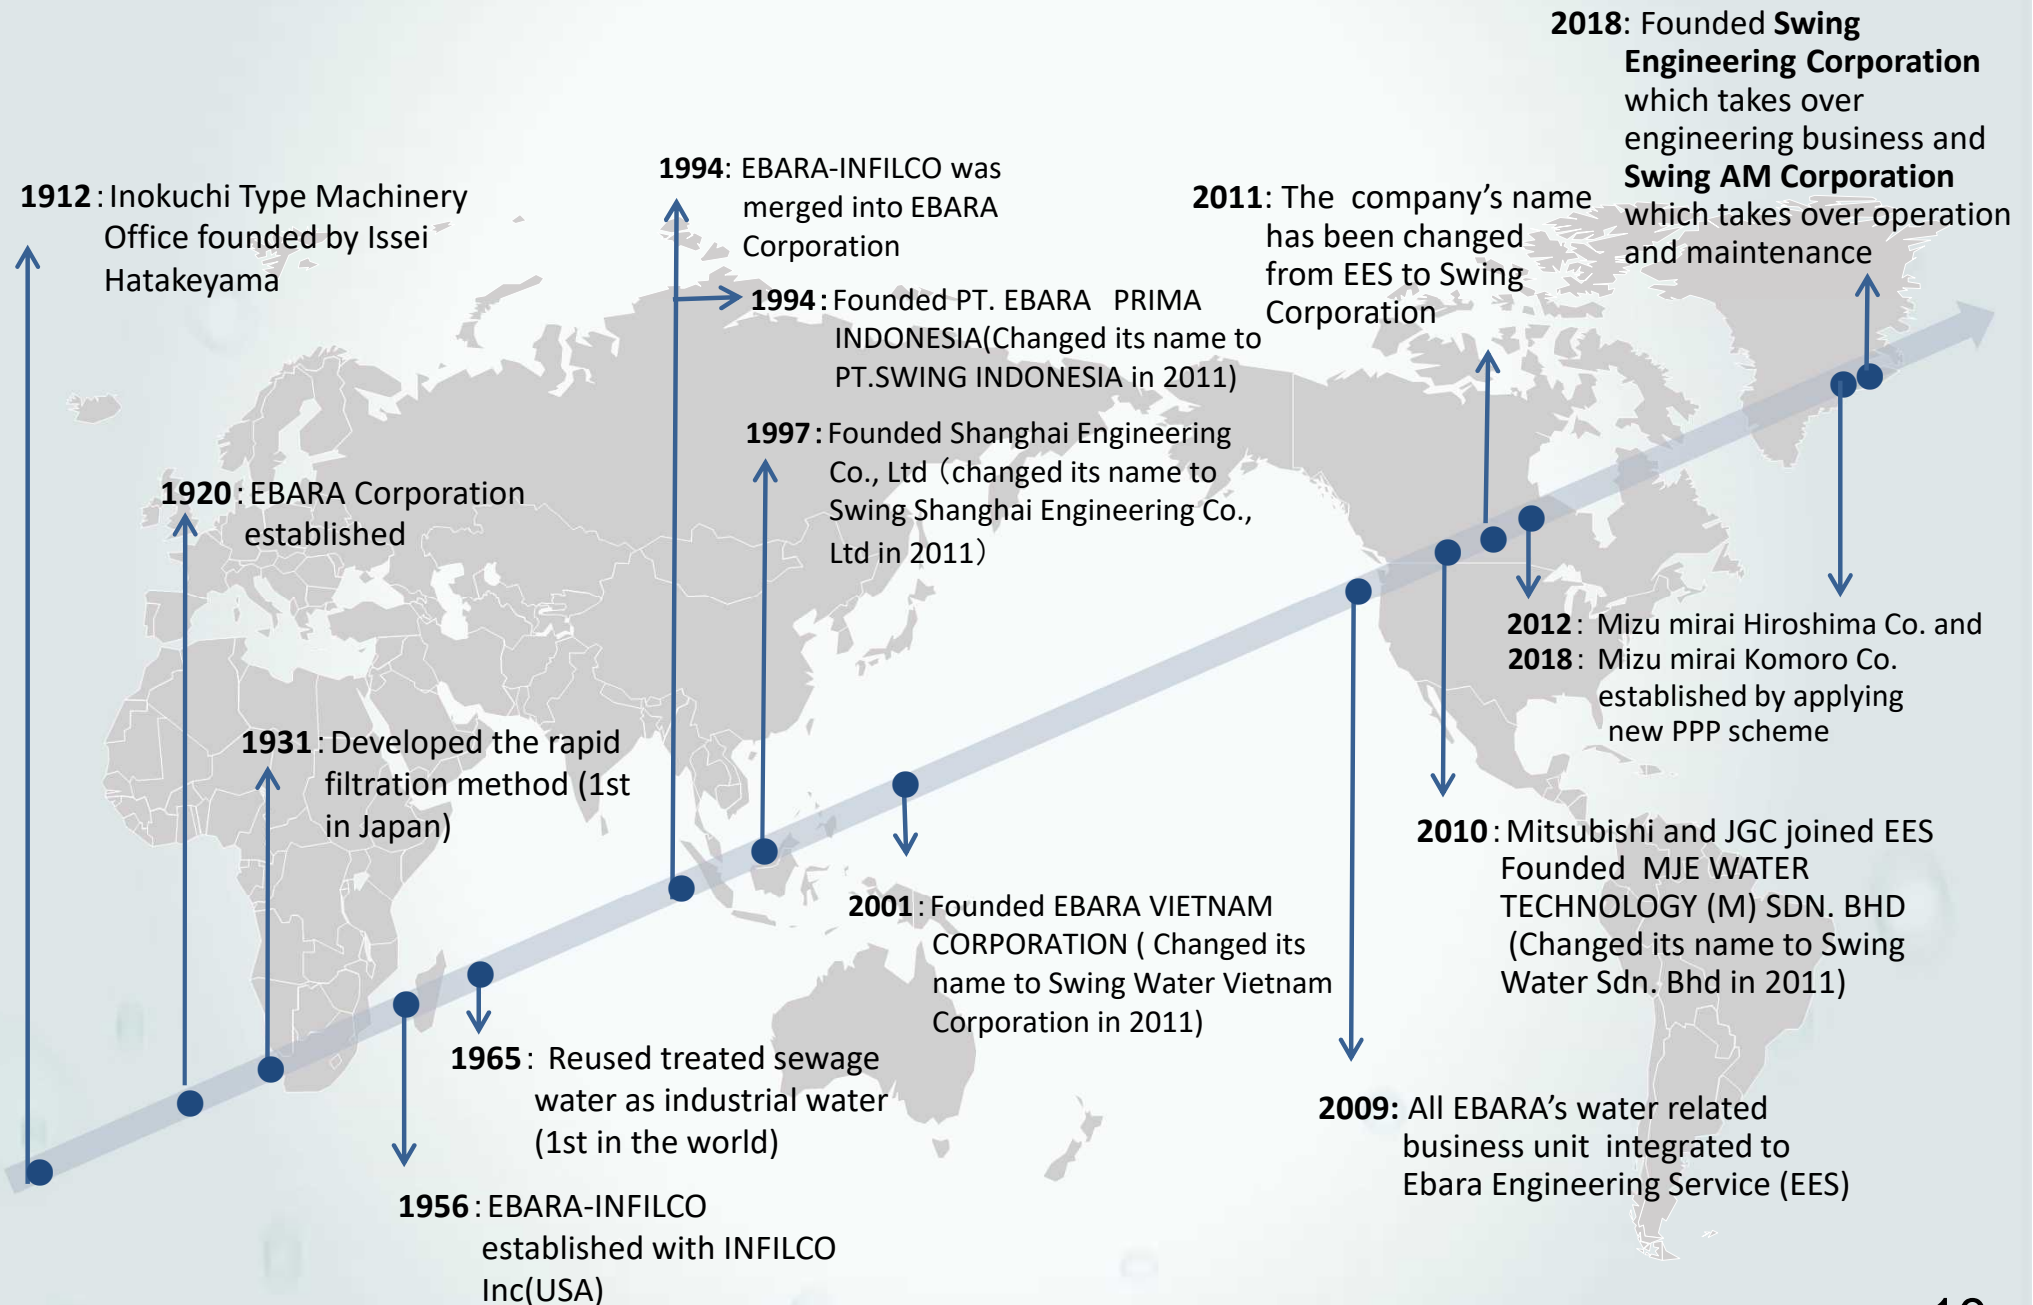 1912：Inokuchi Type Machinery
Office founded by Issei
Hatakeyama
1920：EBARA Corporation
established
1931：Developed the rapid
filtration method (1st
in Japan)
1956：EBARA-INFILCO
established with INFILCO
Inc(USA)
1965： Reused treated sewage
water as industrial water
(1st in the world)
1994: EBARA-INFILCO was
merged into EBARA
Corporation
1994：Founded PT. EBARA PRIMA
INDONESIA(Changed its name to
PT.SWING INDONESIA in 2011)
1997：Founded Shanghai Engineering
Co., Ltd（changed its name to
Swing Shanghai Engineering Co.,
Ltd in 2011）
2001：Founded EBARA VIETNAM
CORPORATION ( Changed its
name to Swing Water Vietnam
Corporation in 2011)
2009: All EBARA’s water related
business unit integrated to
Ebara Engineering Service (EES)
2010：Mitsubishi and JGC joined EES
Founded MJE WATER
TECHNOLOGY (M) SDN. BHD
(Changed its name to Swing
Water Sdn. Bhd in 2011)
2011: The company’s name
has been changed
from EES to Swing
Corporation
2012： Mizu mirai Hiroshima Co. and
2018： Mizu mirai Komoro Co.
established by applying
new PPP scheme
2018: Founded Swing
Engineering Corporation
which takes over
engineering business and
Swing AM Corporation
which takes over operation
and maintenance